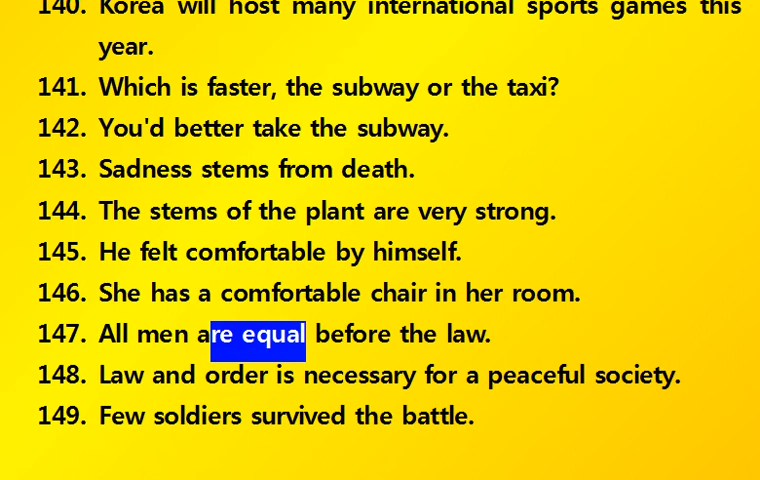 140. Korea will host many international sports games this
year.
141. Which is faster, the subway or the taxi?
142. You'd better take the subway.
143. Sadness stems from death.
144. The stems of the plant are very strong.
145. He felt comfortable by himself.
146. She has a comfortable chair in her room.
147. All men are equal before the law.
148. Law and order is necessary for a peaceful society.
149. Few soldiers survived the battle.